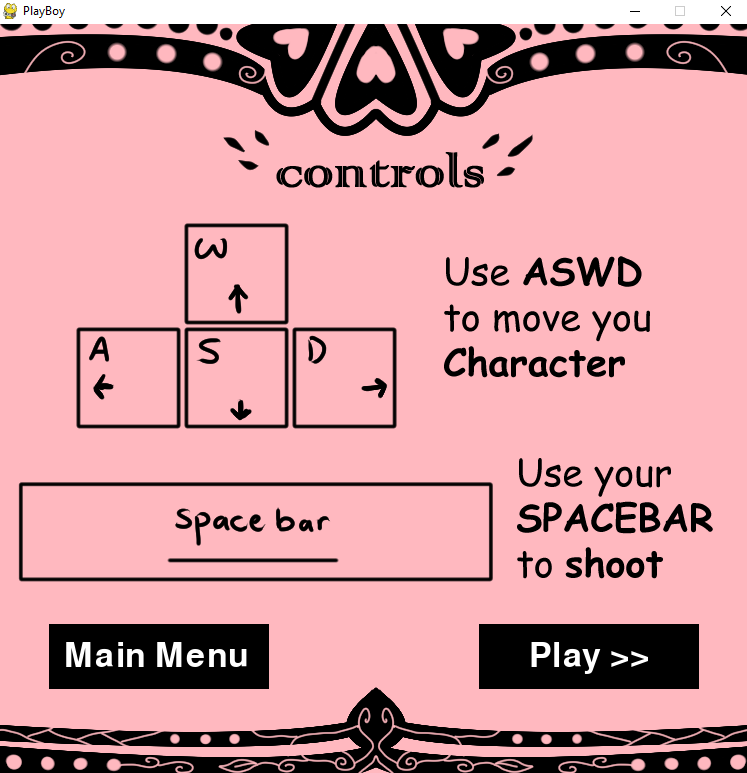 PlayBoy
controls
W
A
S
D
Use ASWD
to move you
Character
Space bar
Use your
SPACEBAR
to shoot
Main Menu
Play >>